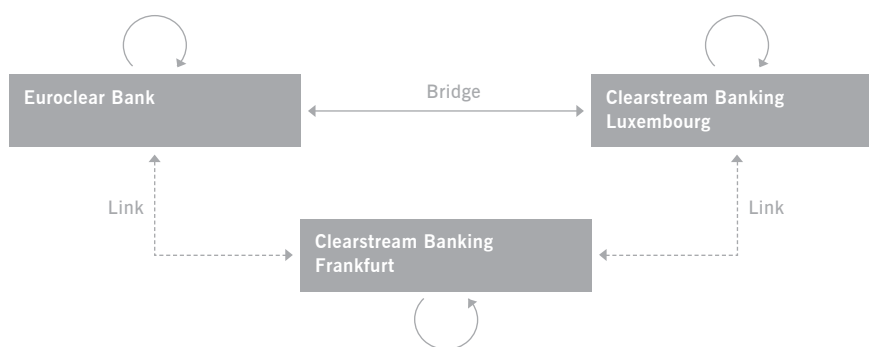 Euroclear Bank
Bridge
Clearstream Banking
Luxembourg
Link
Link
Clearstream Banking
Frankfurt